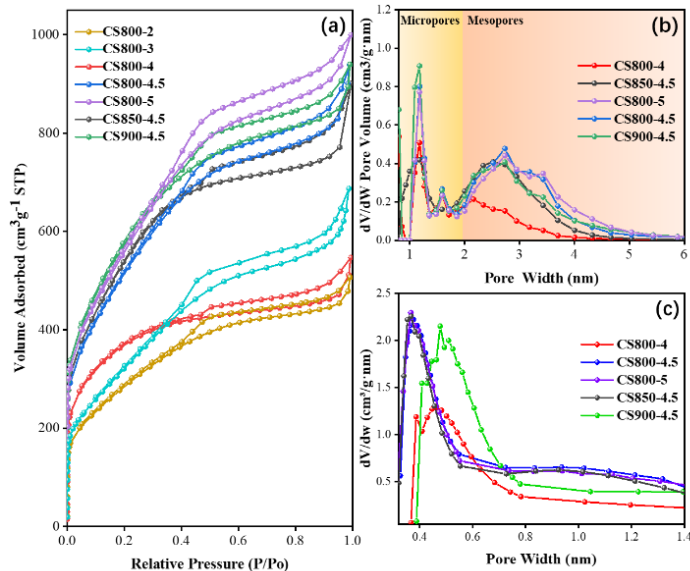 (a)
CS800-2
CS800-3
CS800-4
CS800-4.5
CS800-5
CS850-4.5
CS900-4.5
Volume Adsorbed (cm³g⁻¹ STP)
1000
800
600
400
200
0
0.0 0.2 0.4 0.6 0.8 1.0
Relative Pressure (P/Po)
(b)
Micropores Mesopores
CS800-4
CS850-4.5
CS800-5
CS800-4.5
CS900-4.5
dV/dW Pore Volume (cm3/g·nm)
1.2
1.0
0.8
0.6
0.4
0.2
0.0
1 2 3 4 5 6
Pore Width (nm)
(c)
CS800-4
CS800-4.5
CS800-5
CS850-4.5
CS900-4.5
dV/dw (cm³/g·nm)
2.5
2.0
1.5
1.0
0.5
0.4 0.6 0.8 1.0 1.2 1.4
Pore Width (nm)